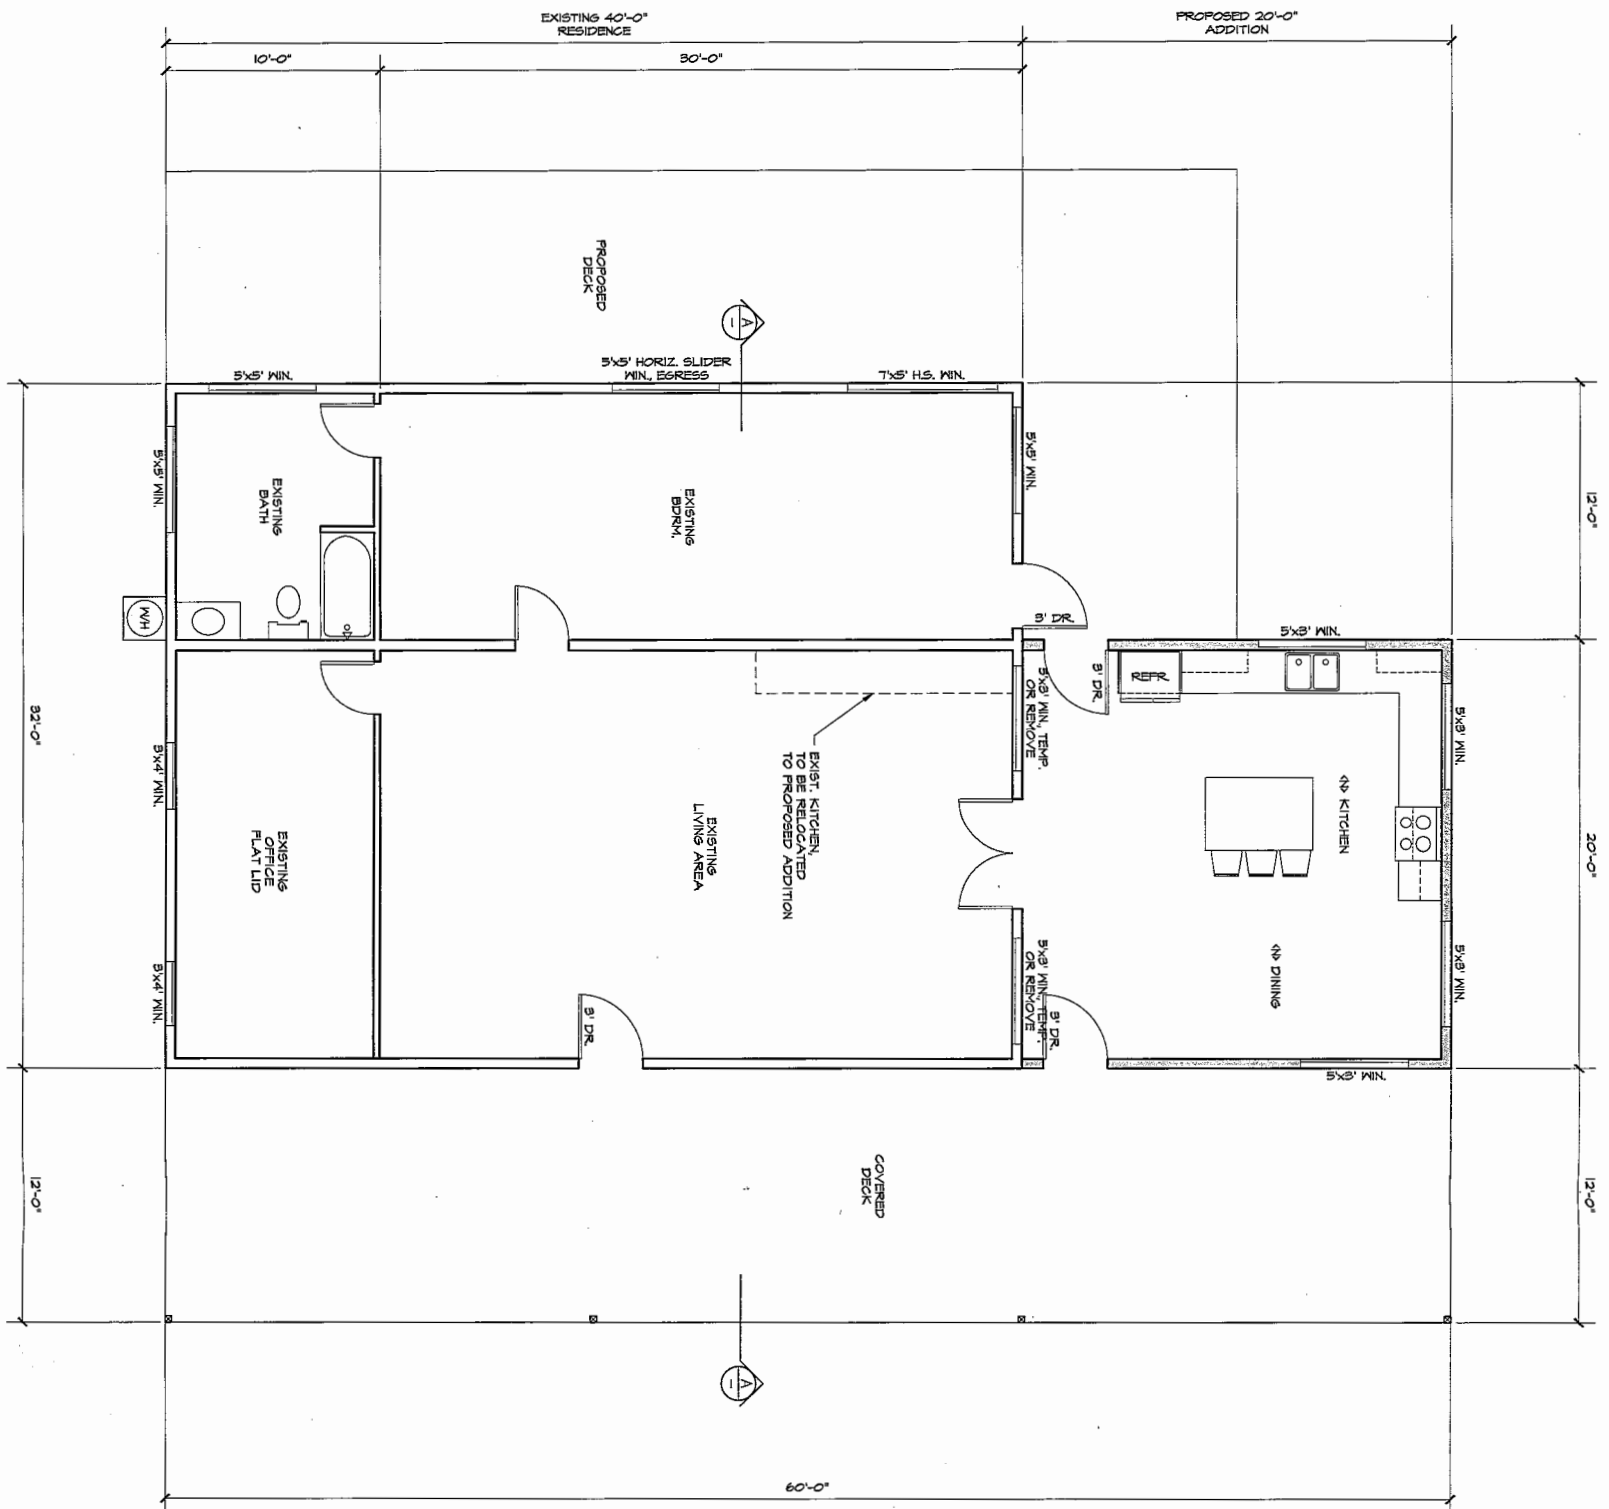 EXISTING 40'-0"
RESIDENCE
PROPOSED 20'-0"
ADDITION
10'-0"
30'-0"
PROPOSED
DECK
A
-
5'x5' WIN.
5'x5' HORIZ. SLIDER
WIN., EGRESS
7'x5' H.S. WIN.
5'x5' WIN.
EXISTING
BATH
EXISTING
BDRM.
5'x5' WIN.
12'-0"
W/H
3' DR.
5'x3' WIN.
3' DR.
REFR.
5'x3' WIN., TEMP.
OR REMOVE
5'x3' WIN.
32'-0"
3'x4' WIN.
EXIST. KITCHEN,
TO BE RELOCATED
TO PROPOSED ADDITION
<N> KITCHEN
20'-0"
EXISTING
OFFICE
FLAT LID
EXISTING
LIVING AREA
3'x4' WIN.
3' DR.
5'x3' WIN., TEMP.
OR REMOVE
3' DR.
<N> DINING
5'x3' WIN.
5'x3' WIN.
12'-0"
COVERED
DECK
12'-0"
A
-
60'-0"